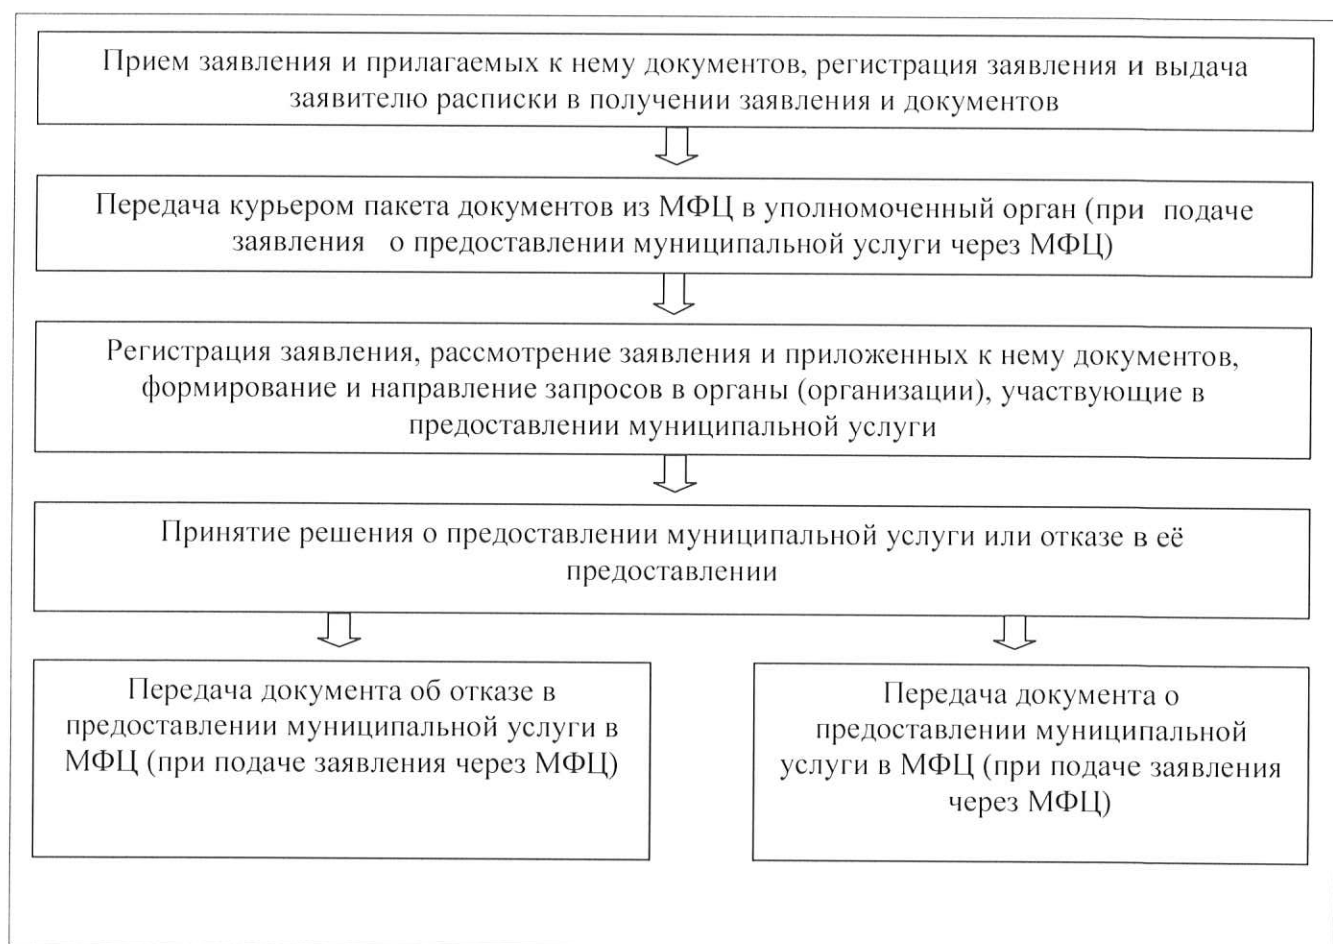 Прием заявления и прилагаемых к нему документов, регистрация заявления и выдача
заявителю расписки в получении заявления и документов
Передача курьером пакета документов из МФЦ в уполномоченный орган (при подаче
заявления о предоставлении муниципальной услуги через МФЦ)
Регистрация заявления, рассмотрение заявления и приложенных к нему документов,
формирование и направление запросов в органы (организации), участвующие в
предоставлении муниципальной услуги
Принятие решения о предоставлении муниципальной услуги или отказе в её
предоставлении
Передача документа об отказе в
предоставлении муниципальной услуги в
МФЦ (при подаче заявления через МФЦ)
Передача документа о
предоставлении муниципальной
услуги в МФЦ (при подаче заявления
через МФЦ)